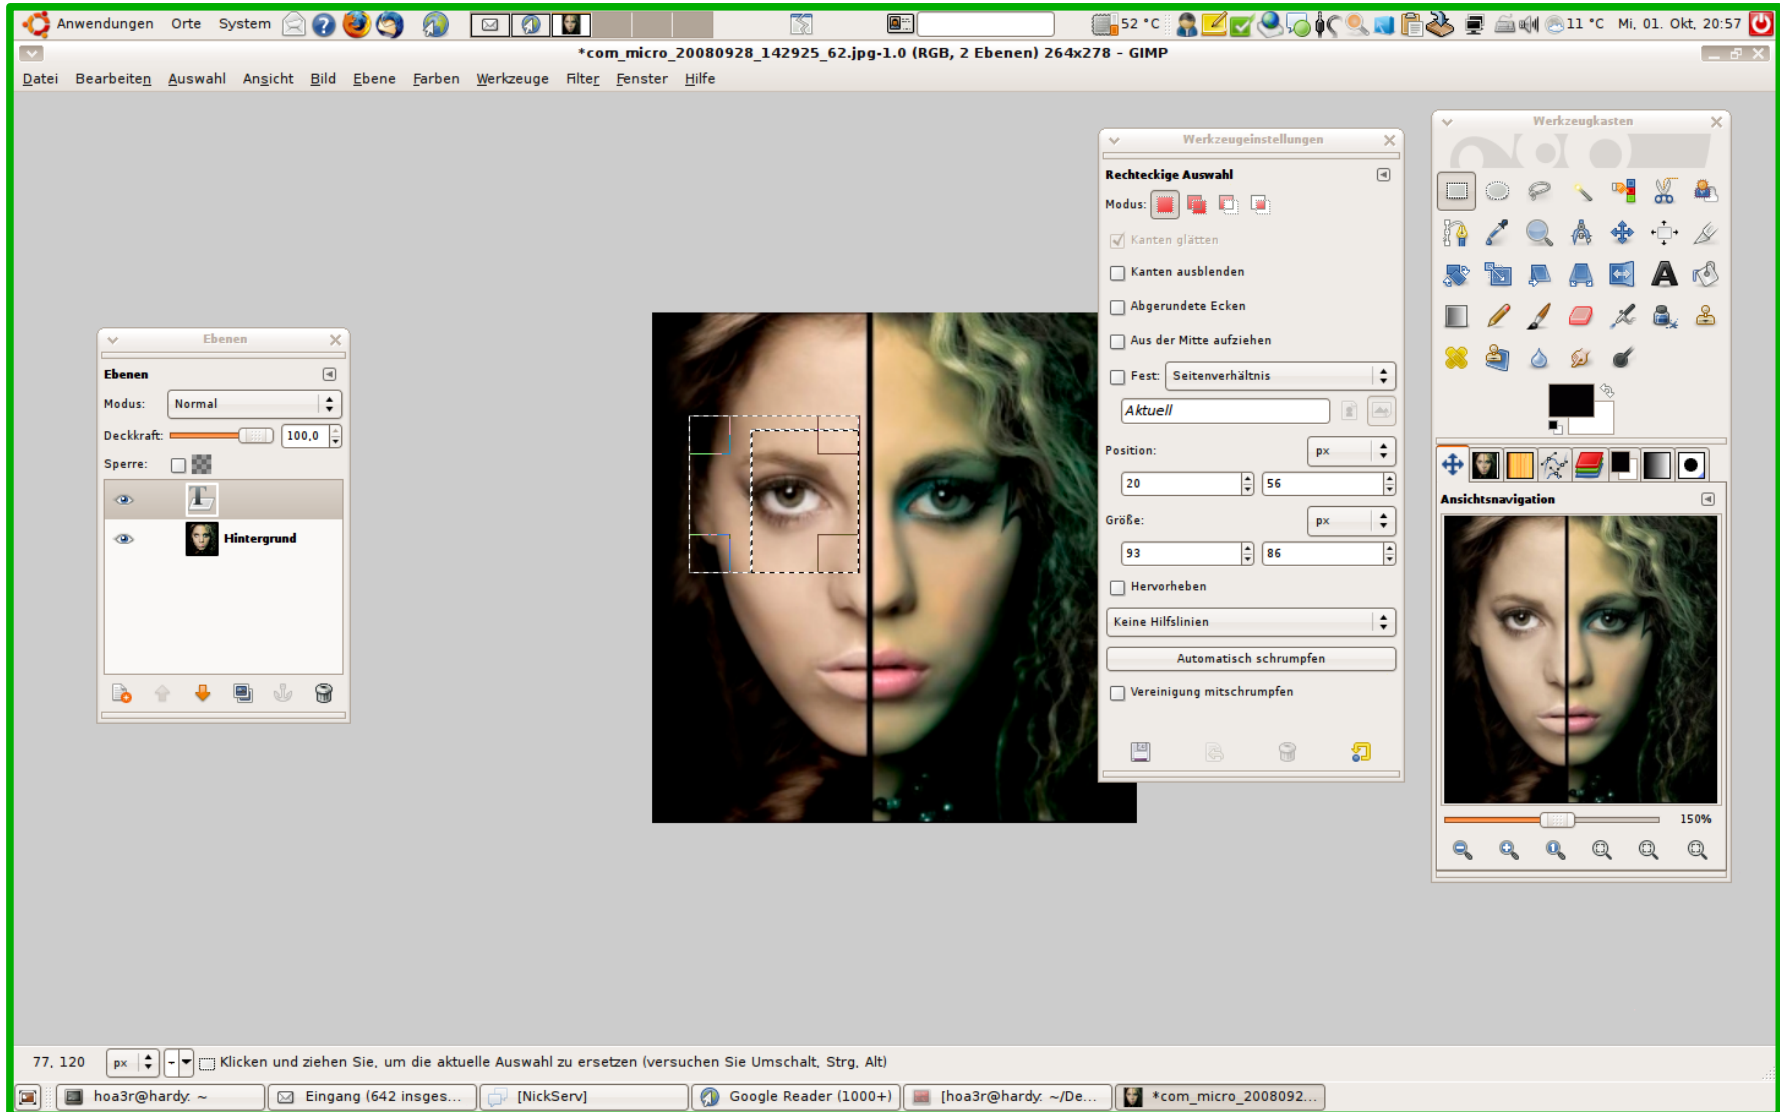 Anwendungen Orte System 52 °C 11 °C Mi, 01. Okt, 20:57
*com_micro_20080928_142925_62.jpg-1.0 (RGB, 2 Ebenen) 264x278 – GIMP
Datei Bearbeiten Auswahl Ansicht Bild Ebene Farben Werkzeuge Filter Fenster Hilfe
Ebenen
Ebenen
Modus: Normal
Deckkraft: 100,0
Sperre:
Hintergrund
Werkzeugeinstellungen
Rechteckige Auswahl
Modus:
Kanten glätten
Kanten ausblenden
Abgerundete Ecken
Aus der Mitte aufziehen
Fest: Seitenverhältnis
Aktuell
Position: px
20 56
Größe: px
93 86
Hervorheben
Keine Hilfslinien
Automatisch schrumpfen
Vereinigung mitschrumpfen
Werkzeugkasten
Ansichtsnavigation
150%
77, 120 px Klicken und ziehen Sie, um die aktuelle Auswahl zu ersetzen (versuchen Sie Umschalt, Strg, Alt)
hoa3r@hardy: ~ Eingang (642 insges... [NickServ] Google Reader (1000+) [hoa3r@hardy: ~/De... *com_micro_2008092...